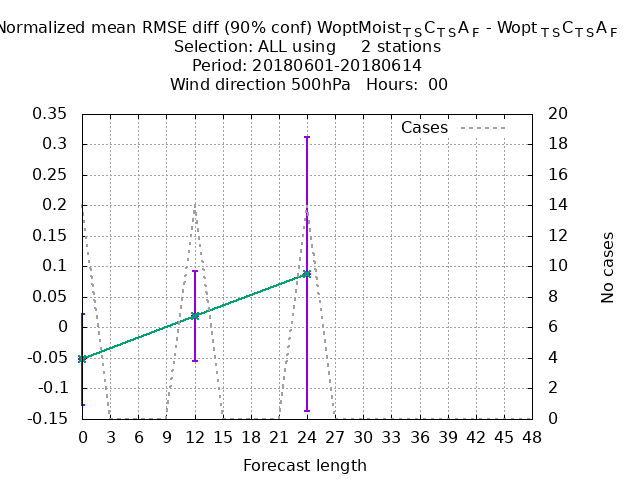 Normalized mean RMSE diff (90% conf) WoptMoist_TSC_TSA_F - Wopt_TSC_TSA_F
Selection: ALL using 2 stations
Period: 20180601-20180614
Wind direction 500hPa Hours: 00
Cases
0.35
0.3
0.25
0.2
0.15
0.1
0.05
0
-0.05
-0.1
-0.15
20
18
16
14
12
10
8
6
4
2
0
No cases
0 3 6 9 12 15 18 21 24 27 30 33 36 39 42 45 48
Forecast length